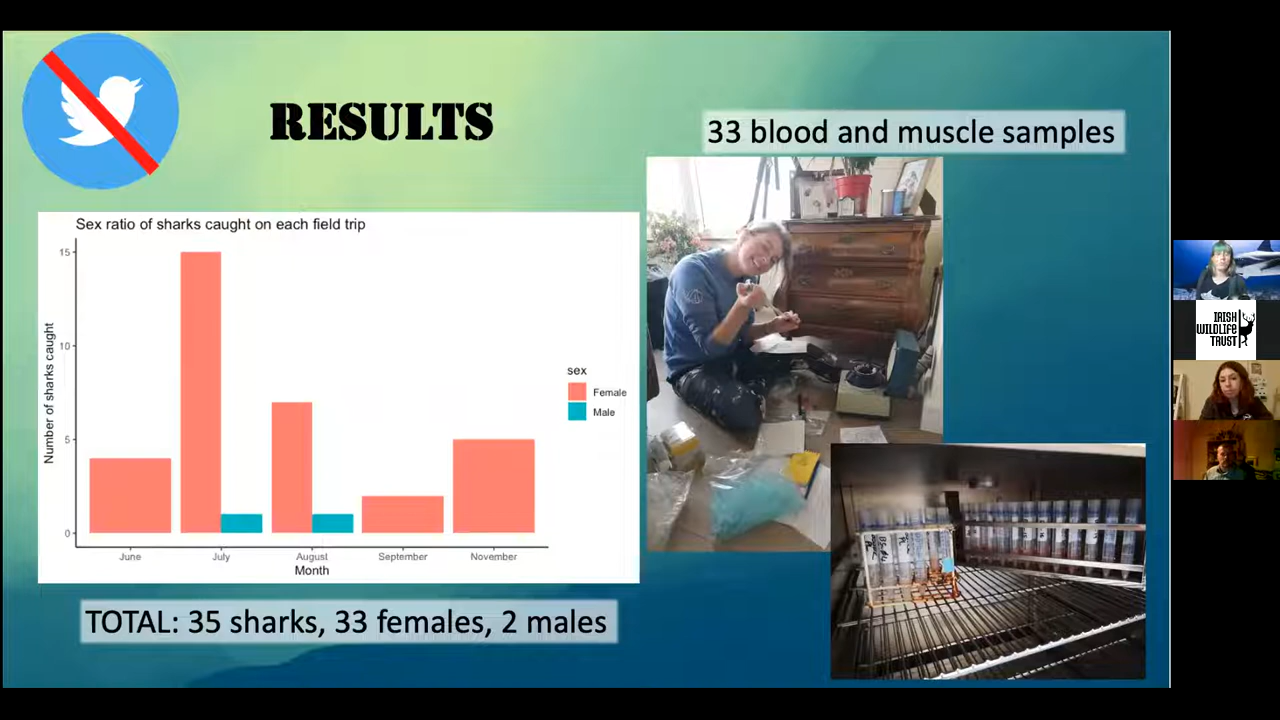 RESULTS
33 blood and muscle samples
Sex ratio of sharks caught on each field trip
Number of sharks caught
15
10
5
0
June
July
August
September
November
Month
sex
Female
Male
TOTAL: 35 sharks, 33 females, 2 males
IRISH
WILDLIFE
TRUST